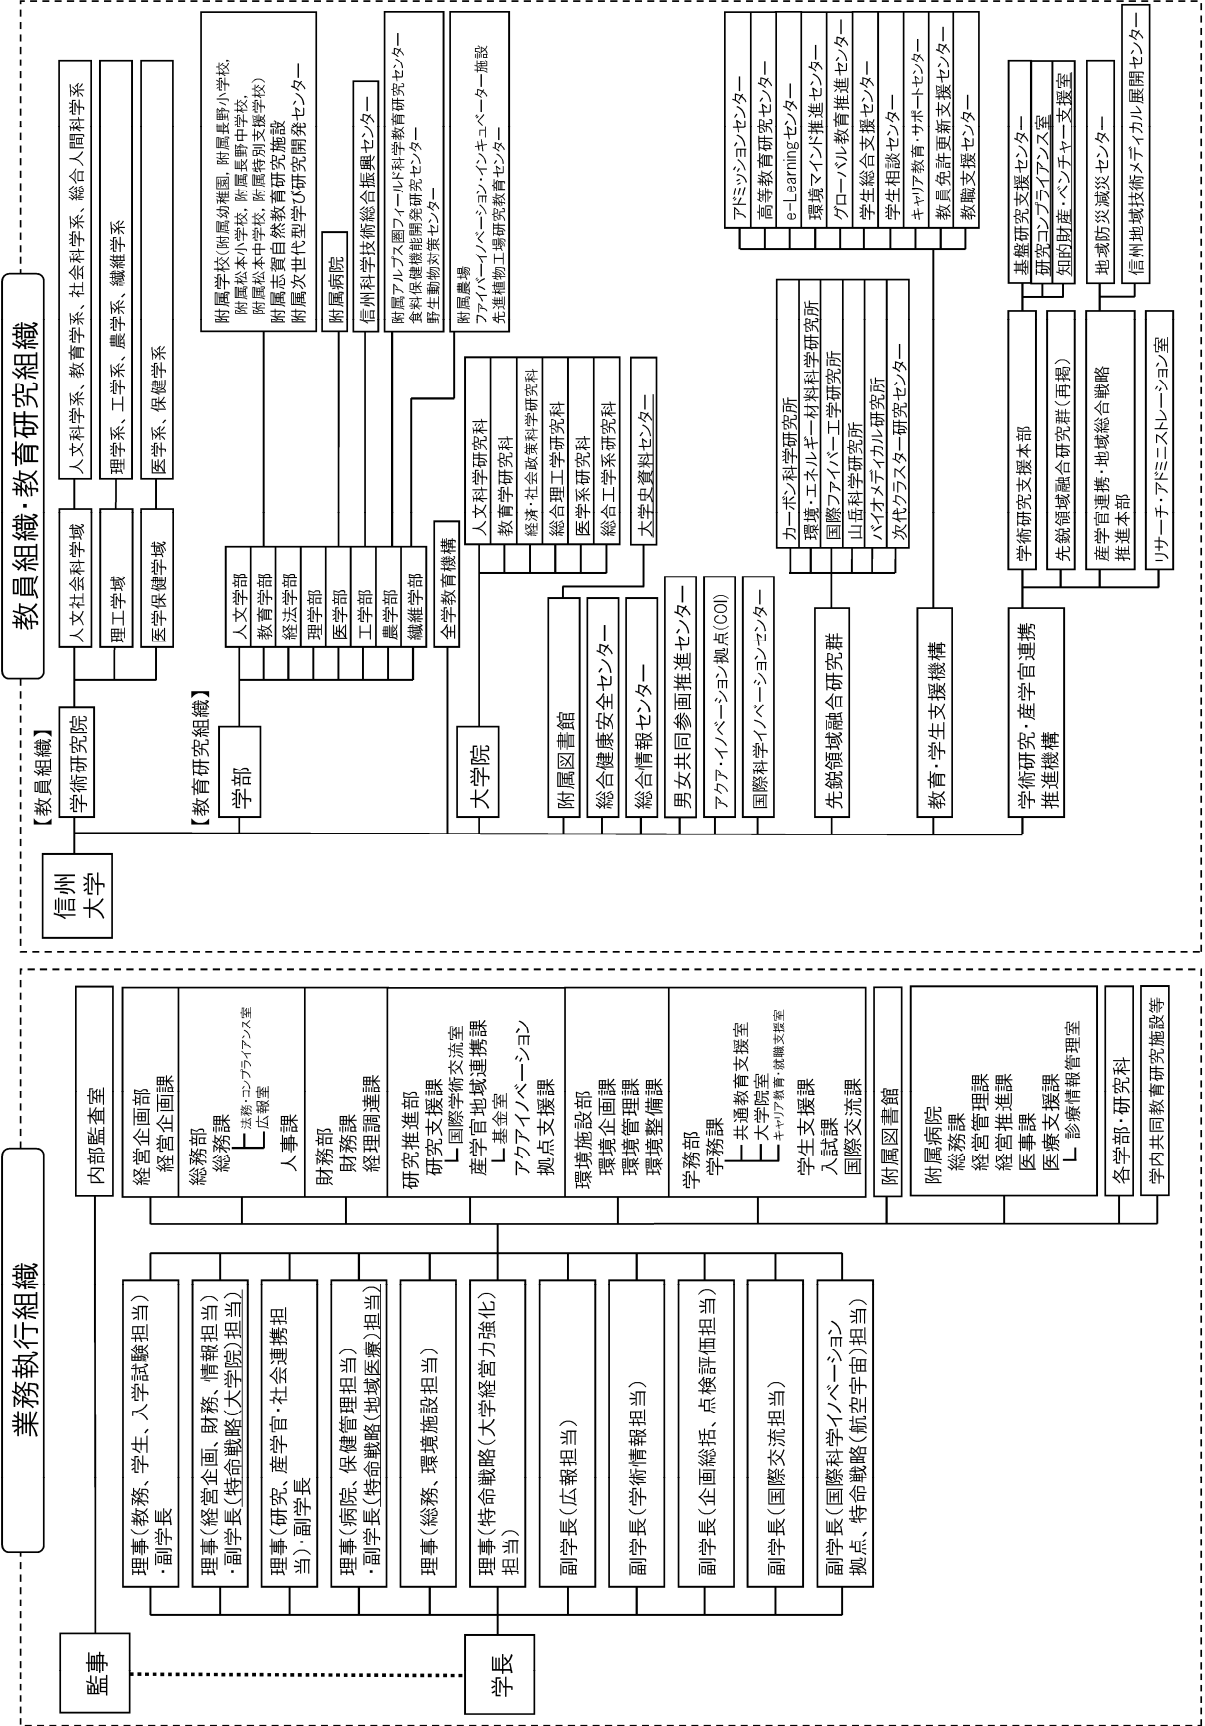 業務執行組織
監事
学長
理事(教務、学生、入学試験担当)
・副学長
理事(経営企画、財務、情報担当)
・副学長(特命戦略(大学院)担当)
理事(研究、産学官・社会連携担
当)・副学長
理事(病院、保健管理担当)
・副学長(特命戦略(地域医療)担当)
理事(総務、環境施設担当)
理事(特命戦略(大学経営力強化)
担当)
副学長(広報担当)
副学長(学術情報担当)
副学長(企画総括、点検評価担当)
副学長(国際交流担当)
副学長(国際科学イノベーション
拠点、特命戦略(航空宇宙)担当)
内部監査室
経営企画部
経営企画課
総務部
総務課
法務・コンプライアンス室
広報室
人事課
財務部
財務課
経理調達課
研究推進部
研究支援課
国際学術交流室
産学官地域連携課
基金室
アクアイノベーション
拠点支援課
環境施設部
環境企画課
環境管理課
環境整備課
学務部
学務課
共通教育支援室
大学院室
キャリア教育・就職支援室
学生支援課
入試課
国際交流課
附属図書館
附属病院
総務課
経営管理課
経営推進課
医事課
医療支援課
診療情報管理室
各学部・研究科
学内共同教育研究施設等
教員組織・教育研究組織
信州
大学
【教員組織】
学術研究院
人文社会科学域
人文科学系、教育学系、社会科学系、総合人間科学系
理工学域
理学系、工学系、農学系、繊維学系
医学保健学域
医学系、保健学系
【教育研究組織】
学部
人文学部
教育学部
経法学部
理学部
医学部
工学部
農学部
繊維学部
附属学校(附属幼稚園,附属長野小学校,
附属松本小学校,附属長野中学校,
附属松本中学校,附属特別支援学校)
附属志賀自然教育研究施設
附属次世代型学び研究開発センター
附属病院
信州科学技術総合振興センター
附属アルプス圏フィールド科学教育研究センター
食料保健機能開発研究センター
野生動物対策センター
附属農場
ファイバーイノベーション・インキュベーター施設
先進植物工場研究教育センター
全学教育機構
大学院
人文科学研究科
教育学研究科
経済・社会政策科学研究科
総合理工学研究科
医学系研究科
総合工学系研究科
附属図書館
大学史資料センター
総合健康安全センター
総合情報センター
男女共同参画推進センター
アクア・イノベーション拠点(COI)
国際科学イノベーションセンター
先鋭領域融合研究群
カーボン科学研究所
環境・エネルギー材料科学研究所
国際ファイバー工学研究所
山岳科学研究所
バイオメディカル研究所
次代クラスター研究センター
教育・学生支援機構
アドミッションセンター
高等教育研究センター
e-Learningセンター
環境マインド推進センター
グローバル教育推進センター
学生総合支援センター
学生相談センター
キャリア教育・サポートセンター
教員免許更新支援センター
教職支援センター
学術研究・産学官連携
推進機構
学術研究支援本部
基盤研究支援センター
研究コンプライアンス室
知的財産・ベンチャー支援室
先鋭領域融合研究群(再掲)
産学官連携・地域総合戦略
推進本部
地域防災減災センター
信州地域技術メディカル展開センター
リサーチ・アドミニストレーション室